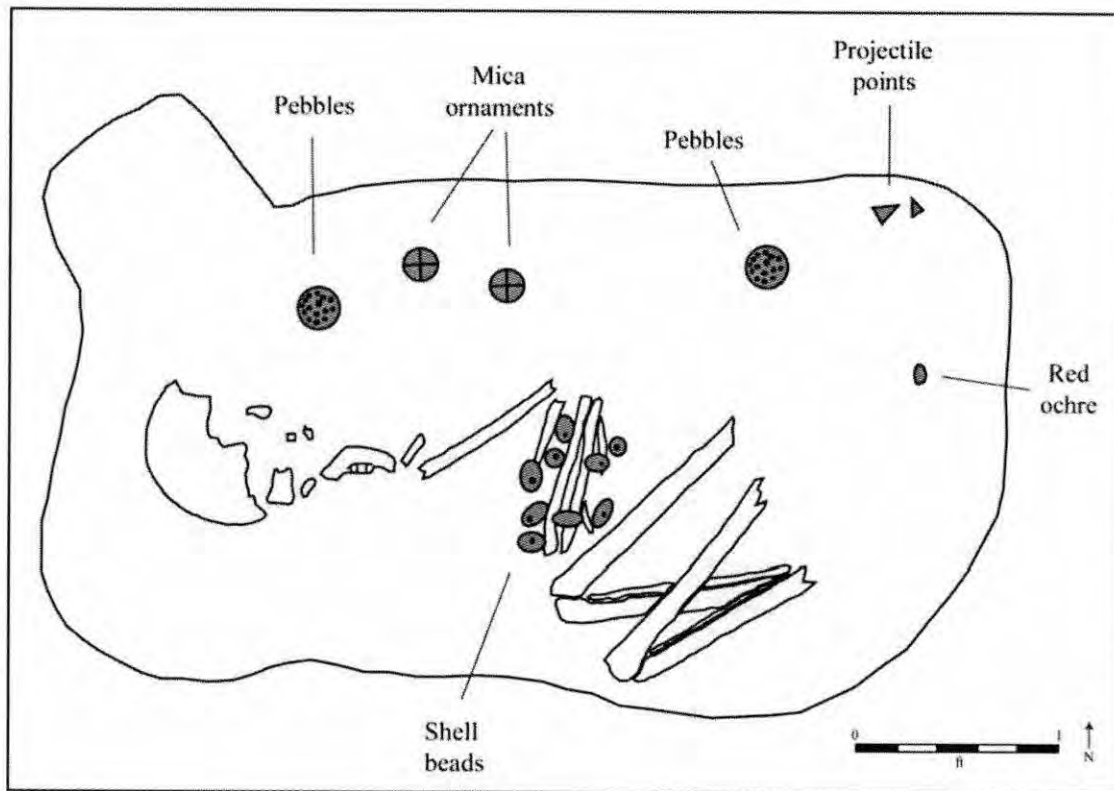 Projectile
points
Mica
ornaments
Pebbles
Pebbles
Red
ochre
Shell
beads
0
1
ft
N